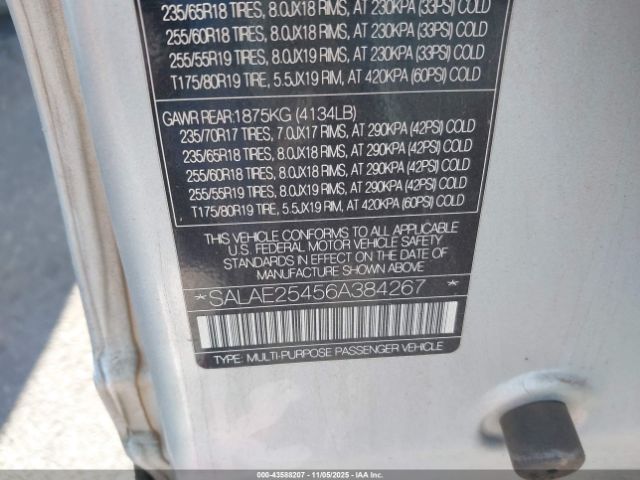 235/65R18 TIRES, 8.0JX18 RIMS, AT 230KPA (33PSI) COLD
255/60R18 TIRES, 8.0JX18 RIMS, AT 230KPA (33PSI) COLD
255/55R19 TIRES, 8.0JX19 RIMS, AT 230KPA (33PSI) COLD
T175/80R19 TIRE, 5.5JX19 RIM, AT 420KPA (60PSI) COLD
GAWR REAR:1875KG (4134LB)
235/70R17 TIRES, 7.0JX17 RIMS, AT 290KPA (42PSI) COLD
235/65R18 TIRES, 8.0JX18 RIMS, AT 290KPA (42PSI) COLD
255/60R18 TIRES, 8.0JX18 RIMS, AT 290KPA (42PSI) COLD
255/55R19 TIRES, 8.0JX19 RIMS, AT 290KPA (42PSI) COLD
T175/80R19 TIRE, 5.5JX19 RIM, AT 420KPA (60PSI) COLD
THIS VEHICLE CONFORMS TO ALL APPLICABLE
U.S. FEDERAL MOTOR VEHICLE SAFETY
STANDARDS IN EFFECT ON THE DATE OF
MANUFACTURE SHOWN ABOVE
*SALAE25456A384267*
TYPE: MULTI-PURPOSE PASSENGER VEHICLE
000-43588207 - 11/05/2025 - IAAI.COM